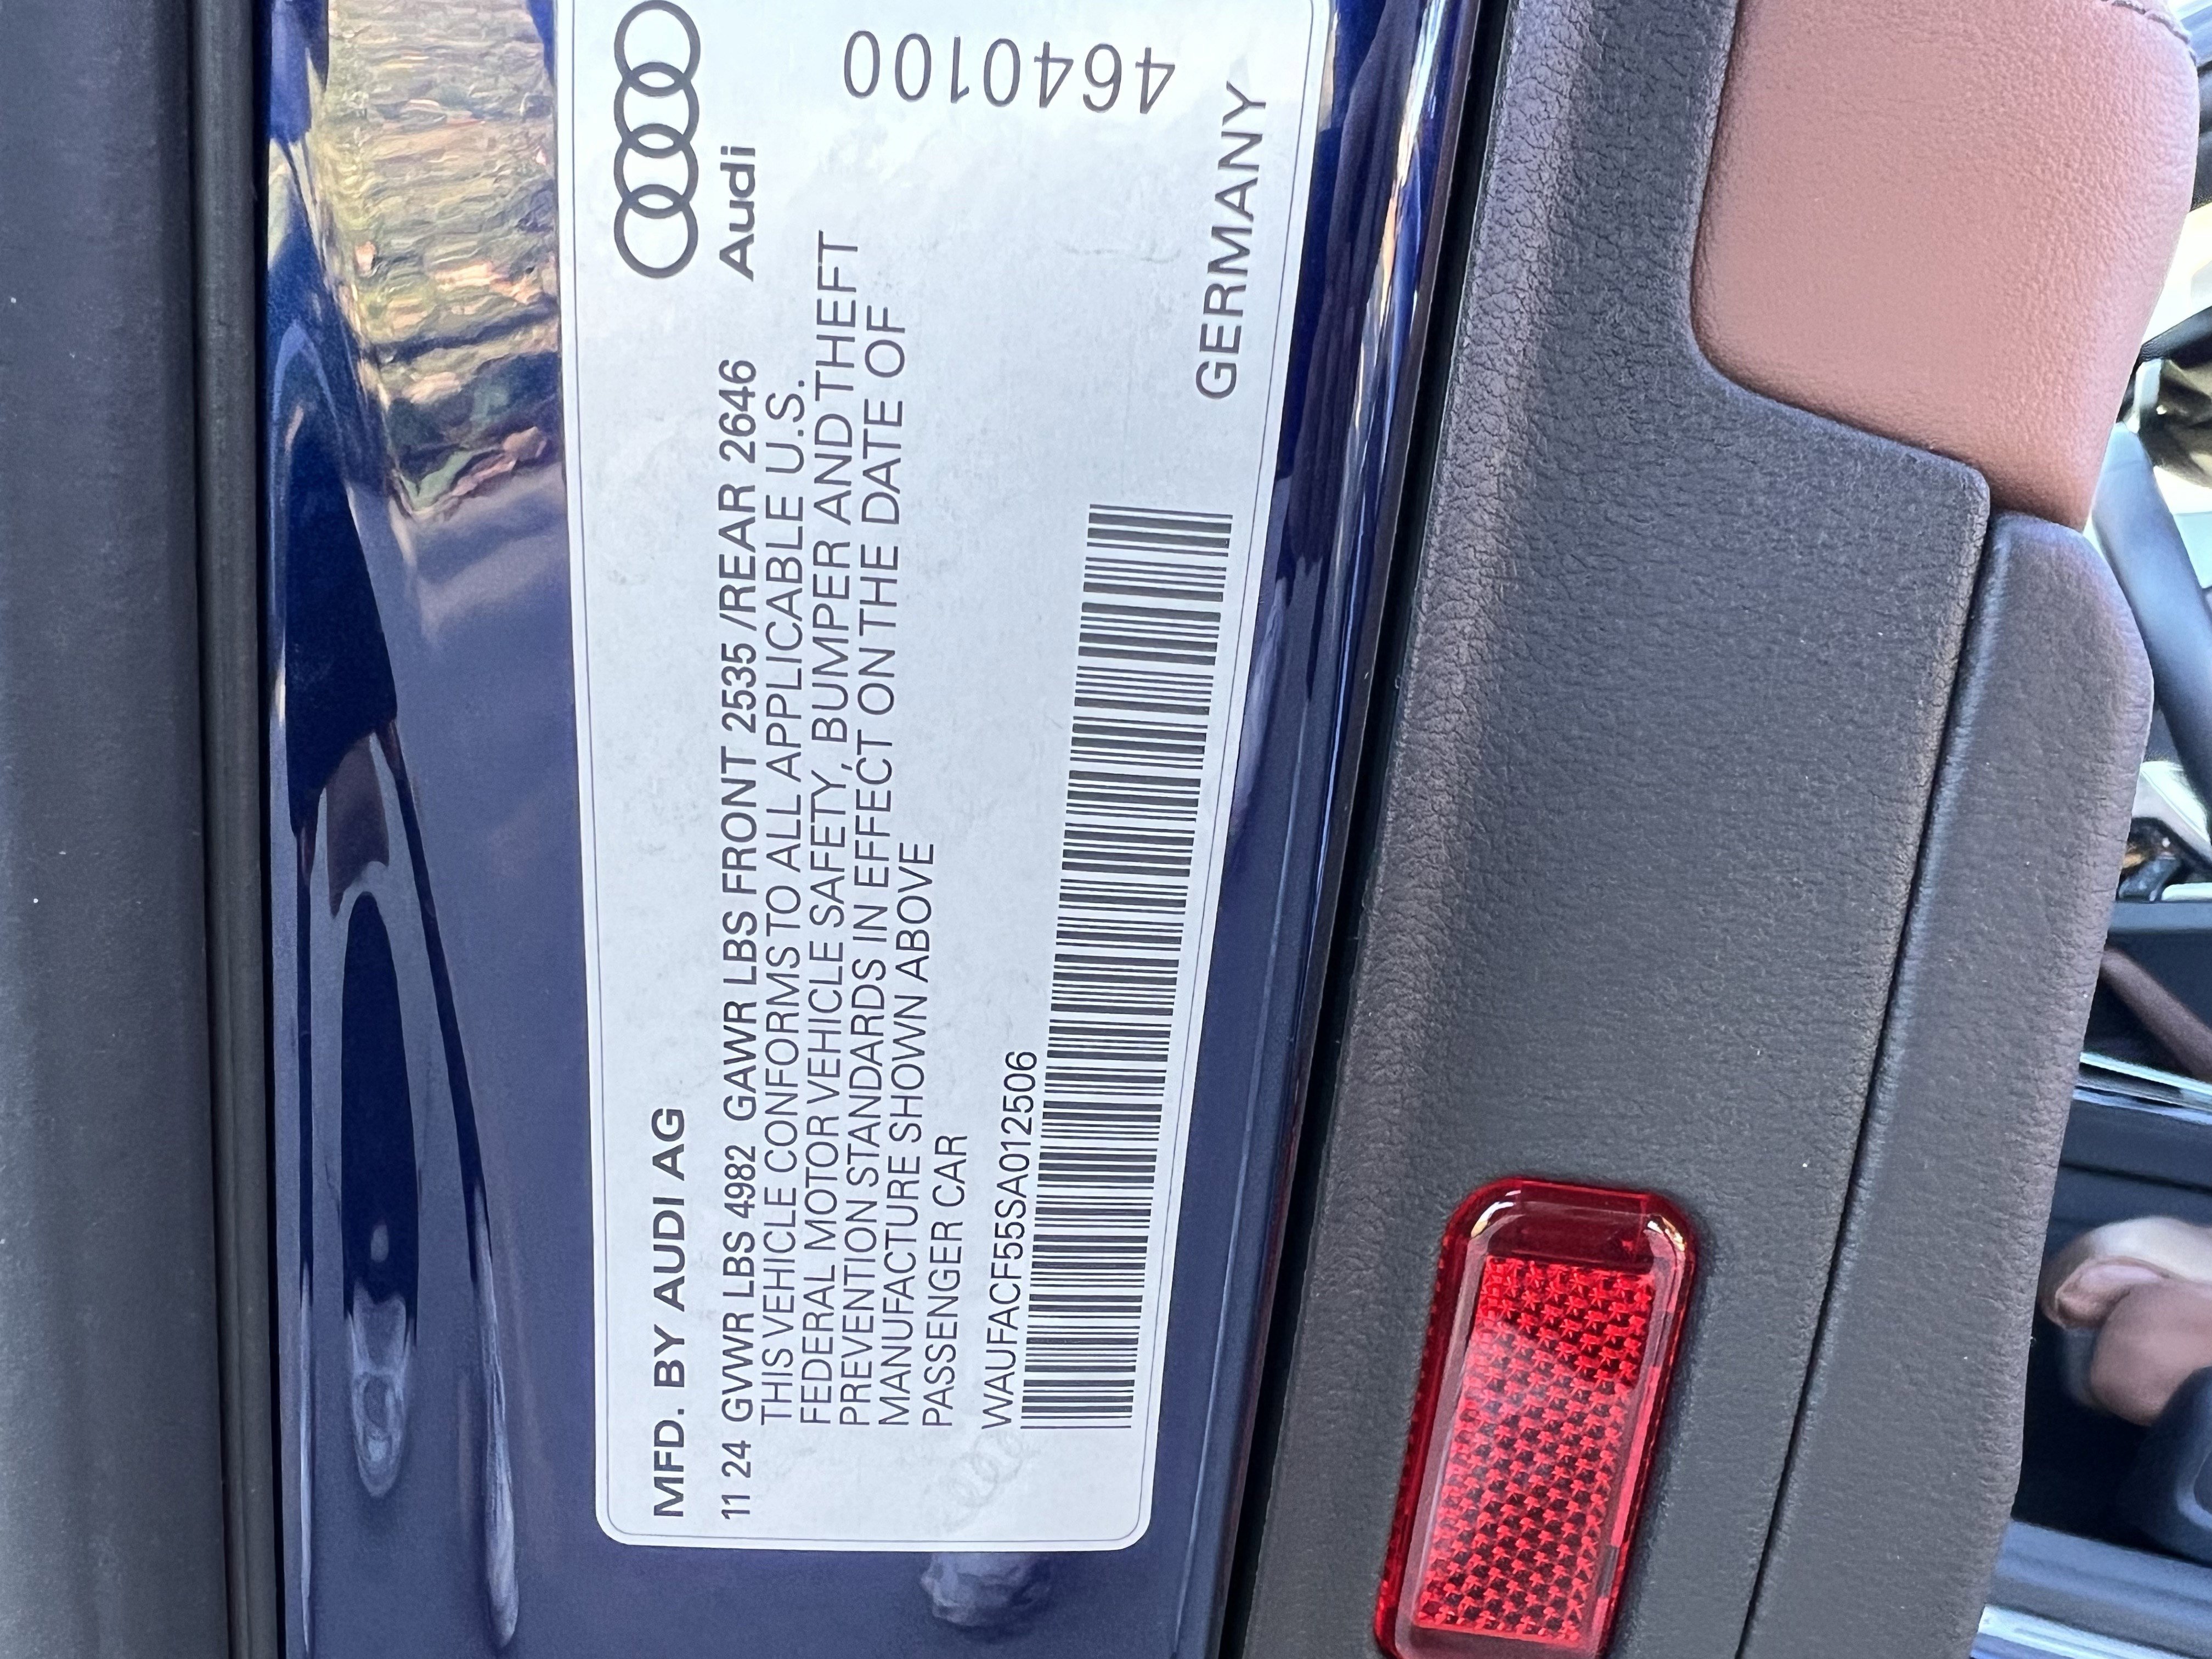 MFD. BY AUDI AG
Audi
11 24 GVWR LBS 4982 GAWR LBS FRONT 2535 /REAR 2646
THIS VEHICLE CONFORMS TO ALL APPLICABLE U.S.
FEDERAL MOTOR VEHICLE SAFETY, BUMPER AND THEFT
PREVENTION STANDARDS IN EFFECT ON THE DATE OF
MANUFACTURE SHOWN ABOVE
PASSENGER CAR
WAUFACF55SA012506
GERMANY
4640100